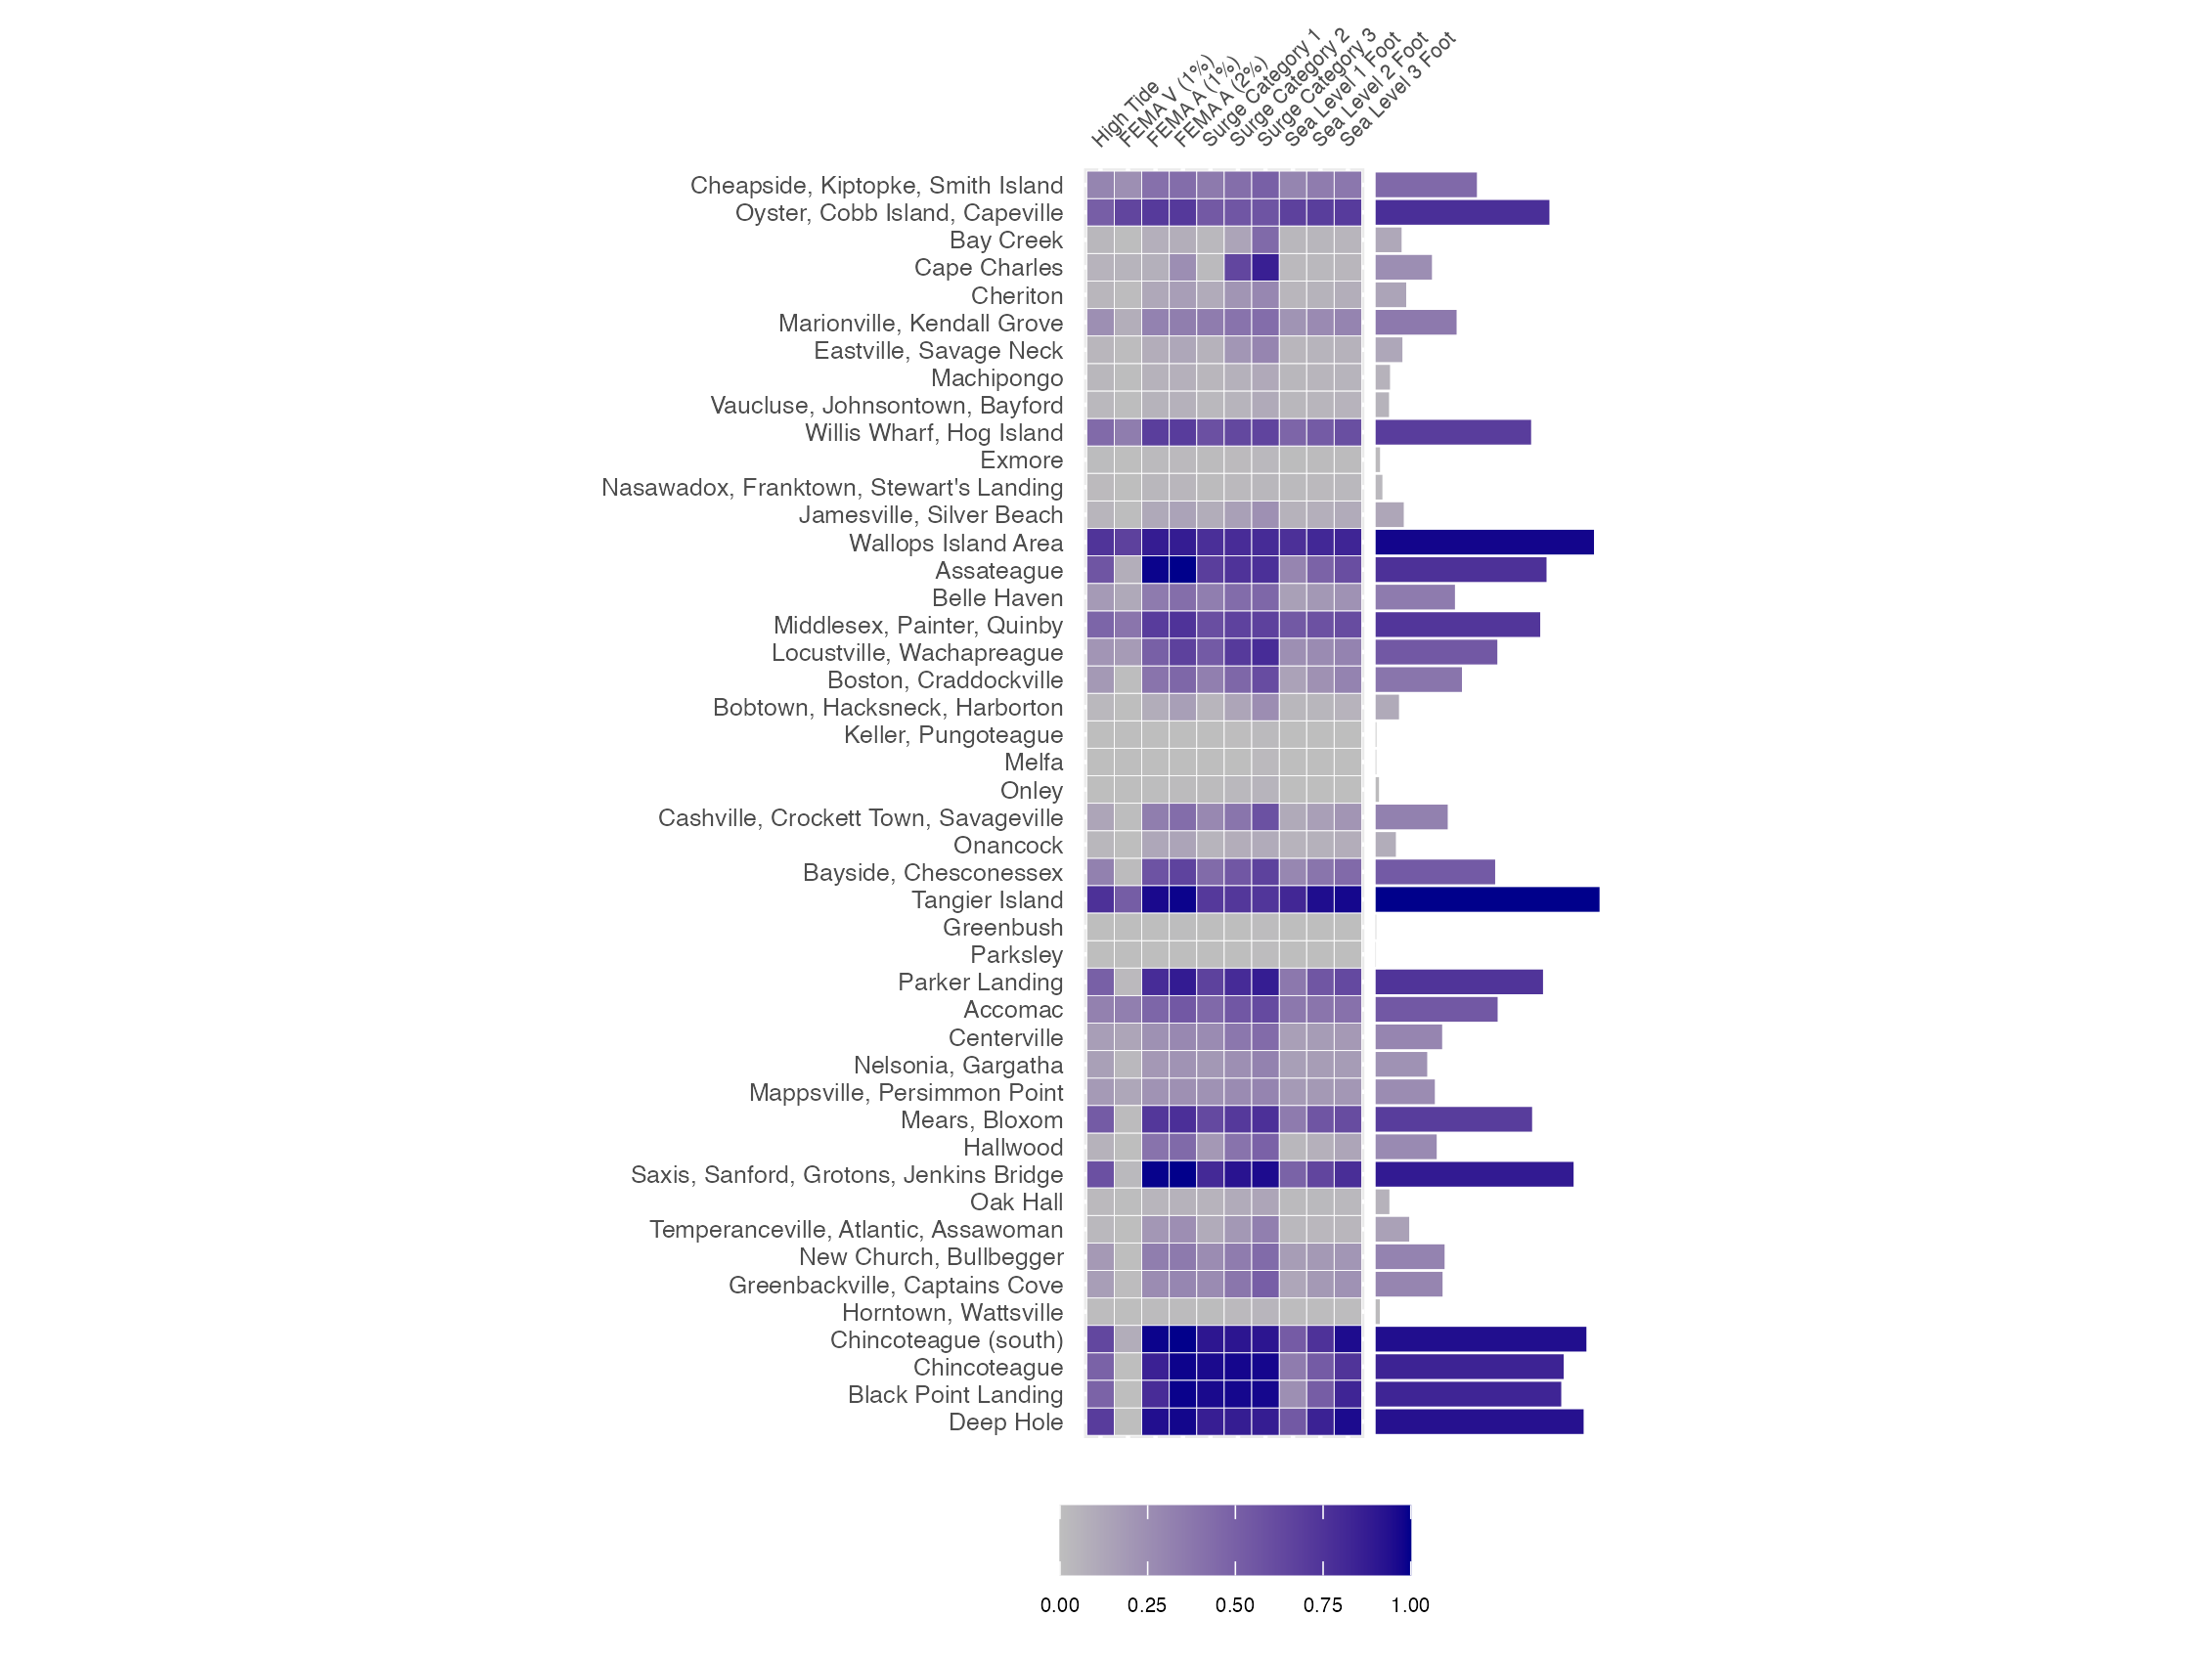 High Tide
FEMA V (1%)
FEMA A (1%)
FEMA A (2%)
Surge Category 1
Surge Category 2
Surge Category 3
Sea Level 1 Foot
Sea Level 2 Foot
Sea Level 3 Foot
Cheapside, Kiptopke, Smith Island
Oyster, Cobb Island, Capeville
Bay Creek
Cape Charles
Cheriton
Marionville, Kendall Grove
Eastville, Savage Neck
Machipongo
Vaucluse, Johnsontown, Bayford
Willis Wharf, Hog Island
Exmore
Nasawadox, Franktown, Stewart's Landing
Jamesville, Silver Beach
Wallops Island Area
Assateague
Belle Haven
Middlesex, Painter, Quinby
Locustville, Wachapreague
Boston, Craddockville
Bobtown, Hacksneck, Harborton
Keller, Pungoteague
Melfa
Onley
Cashville, Crockett Town, Savageville
Onancock
Bayside, Chesconessex
Tangier Island
Greenbush
Parksley
Parker Landing
Accomac
Centerville
Nelsonia, Gargatha
Mappsville, Persimmon Point
Mears, Bloxom
Hallwood
Saxis, Sanford, Grotons, Jenkins Bridge
Oak Hall
Temperanceville, Atlantic, Assawoman
New Church, Bullbegger
Greenbackville, Captains Cove
Horntown, Wattsville
Chincoteague (south)
Chincoteague
Black Point Landing
Deep Hole
0.00 0.25 0.50 0.75 1.00